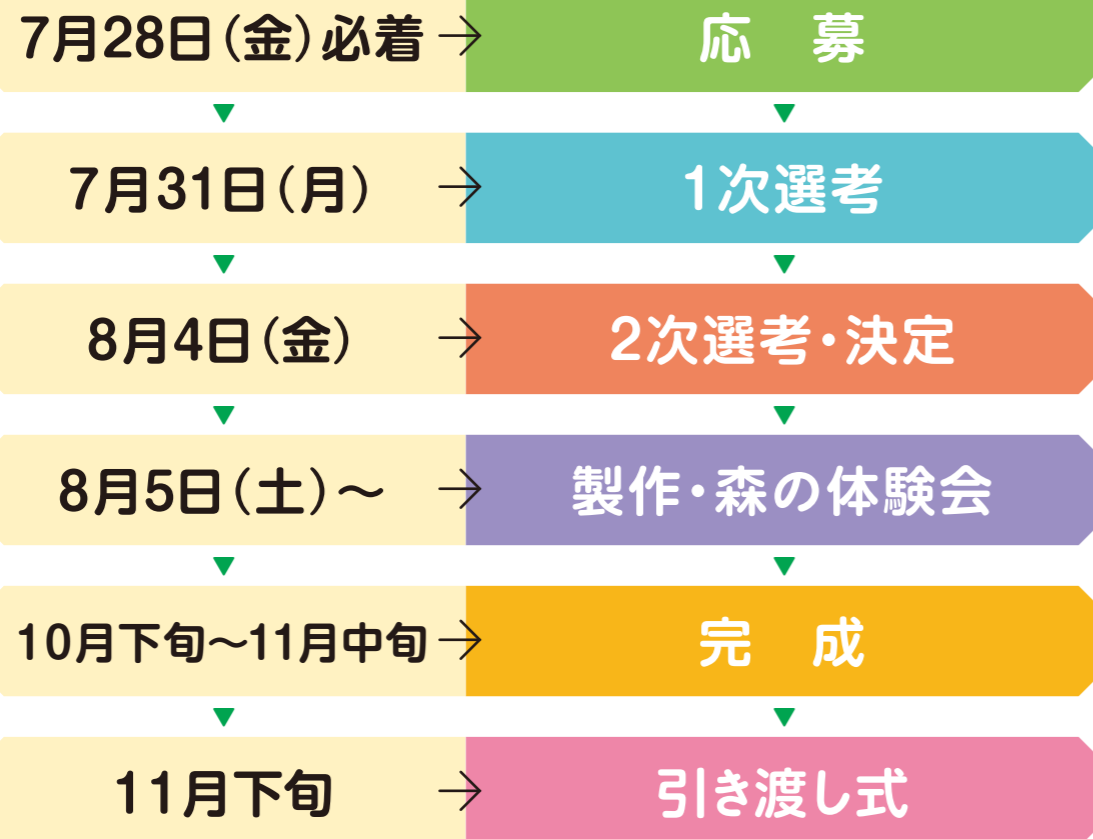 7月28日(金)必着→応　募
7月31日(月)→1次選考
8月4日(金)→2次選考・決定
8月5日(土)～→製作・森の体験会
10月下旬～11月中旬→完　成
11月下旬→引き渡し式